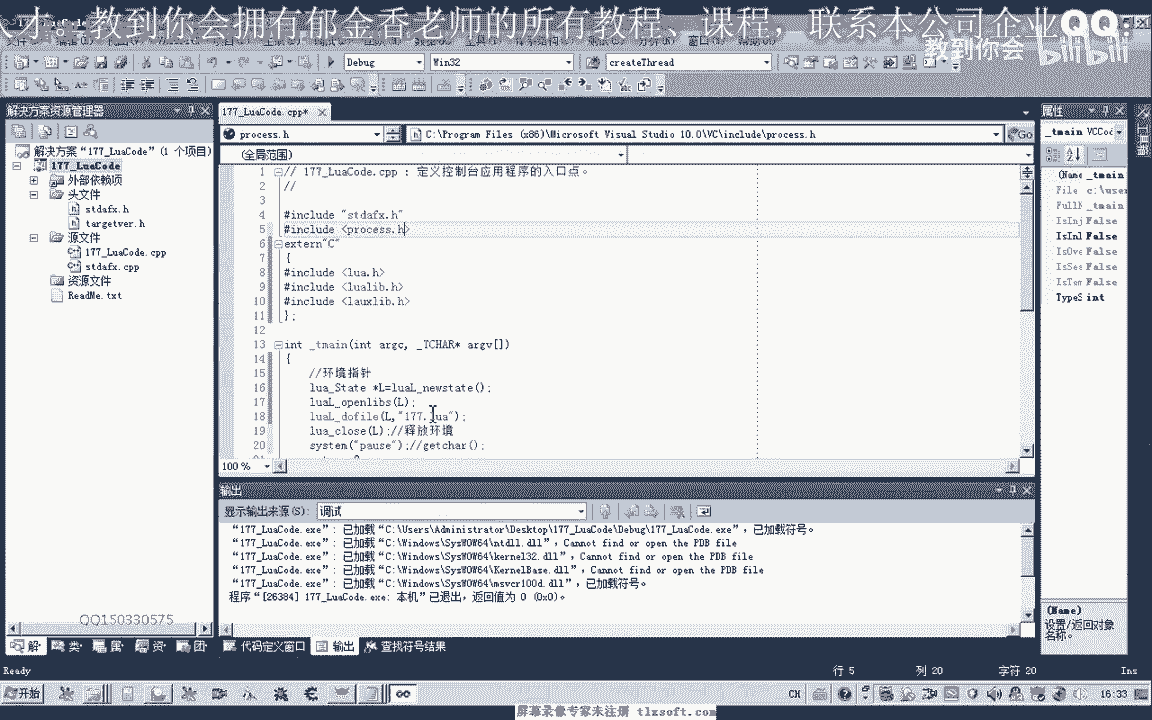 人才。教到你会拥有郁金香老师的所有教程、课程，联系本公司企业QQ:
教到你会 bilibili
Debug Win32 createThread
解决方案资源管理器
解决方案“177_LuaCode” (1 个项目)
177_LuaCode
外部依赖项
头文件
stdafx.h
targetver.h
源文件
177_LuaCode.cpp
stdafx.cpp
资源文件
ReadMe.txt
177_LuaCode.cpp*
process.h C:\Program Files (x86)\Microsoft Visual Studio 10.0\VC\include\process.h Go
(全局范围)
1 // 177_LuaCode.cpp : 定义控制台应用程序的入口点。
2 //
3
4 #include "stdafx.h"
5 #include <process.h>
6 extern"C"
7 {
8 #include <lua.h>
9 #include <lualib.h>
10 #include <lauxlib.h>
11 };
12
13 int _tmain(int argc, _TCHAR* argv[])
14 {
15 //环境指针
16 lua_State *L=luaL_newstate();
17 luaL_openlibs(L);
18 luaL_dofile(L,"177.lua");
19 lua_close(L);//释放环境
20 system("pause");//getchar();
100 %
属性
_tmain VCCod
(Name _tmain
File c:\user
FullN _tmain
IsInj False
IsInl False
IsOve False
IsSea False
IsTem False
TypeS int
(Name)
设置/返回对象名称。
输出
显示输出来源(S): 调试
“177_LuaCode.exe”: 已加载“C:\Users\Administrator\Desktop\177_LuaCode\Debug\177_LuaCode.exe”，已加载符号。
“177_LuaCode.exe”: 已加载“C:\Windows\SysWOW64\ntdll.dll”，Cannot find or open the PDB file
“177_LuaCode.exe”: 已加载“C:\Windows\SysWOW64\kernel32.dll”，Cannot find or open the PDB file
“177_LuaCode.exe”: 已加载“C:\Windows\SysWOW64\KernelBase.dll”，Cannot find or open the PDB file
“177_LuaCode.exe”: 已加载“C:\Windows\SysWOW64\msvcr100d.dll”，已加载符号。
程序“[26384] 177_LuaCode.exe: 本机”已退出，返回值为 0 (0x0)。
QQ150330575
解· 类· 属· 资· 团· 代码定义窗口 输出 查找符号结果
Ready 行 5 列 20 字符 20 Ins
开始 CH 16:33
屏幕录像专家未注册 tlxsoft.com